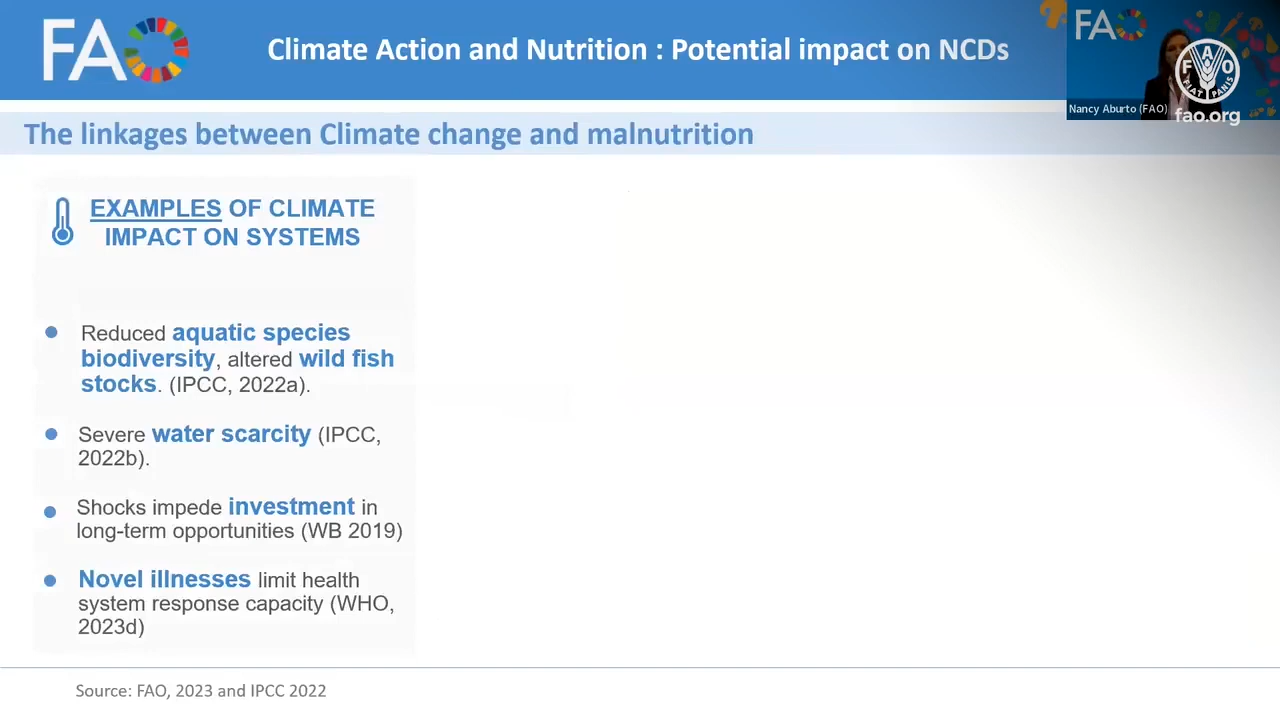 FAO
Climate Action and Nutrition : Potential impact on NCDs
FAO
Nancy Aburto (FAO)
F A O
FIAT PANIS
fao.org
The linkages between Climate change and malnutrition
EXAMPLES OF CLIMATE
IMPACT ON SYSTEMS
Reduced aquatic species
biodiversity, altered wild fish
stocks. (IPCC, 2022a).
Severe water scarcity (IPCC,
2022b).
Shocks impede investment in
long-term opportunities (WB 2019)
Novel illnesses limit health
system response capacity (WHO,
2023d)
Source: FAO, 2023 and IPCC 2022